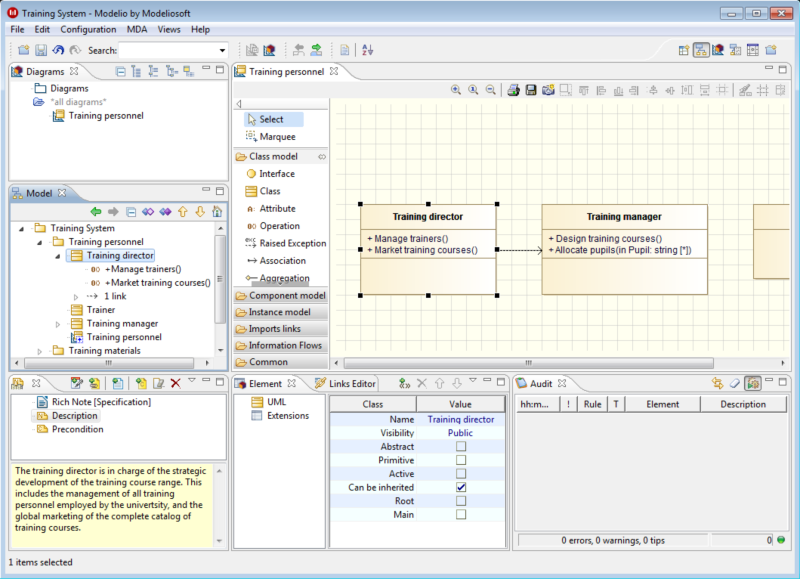 Training System - Modelio by Modeliosoft
File Edit Configuration MDA Views Help
Search:
Diagrams
Diagrams
*all diagrams*
Training personnel
Model
Training System
Training personnel
Training director
+Manage trainers()
+Market training courses()
1 link
Trainer
Training manager
Training personnel
Training materials
Training personnel
Select
Marquee
Class model
Interface
Class
Attribute
Operation
Raised Exception
Association
Aggregation
Component model
Instance model
Imports links
Information Flows
Common
Training director
+ Manage trainers()
+ Market training courses()
Training manager
+ Design training courses()
+ Allocate pupils(in Pupil: string [*])
Rich Note [Specification]
Description
Precondition
The training director is in charge of the strategic
development of the training course range. This
includes the management of all training
personnel employed by the univertsity, and the
global marketing of the complete catalog of
training courses.
Element Links Editor
UML
Extensions
Class Value
Name Training director
Visibility Public
Abstract
Primitive
Active
Can be inherited
Root
Main
Audit
hh:m... ! Rule T Element Description
0 errors, 0 warnings, 0 tips 0
1 items selected